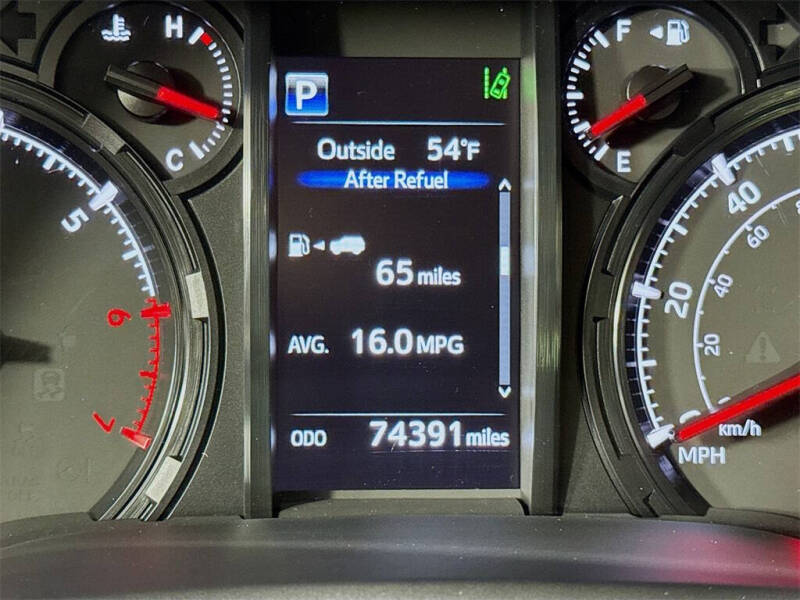 H
C
F
E
P
Outside 54°F
After Refuel
65 miles
AVG. 16.0 MPG
ODO 74391 miles
5
6
7
40
20
0
60
40
20
km/h
MPH